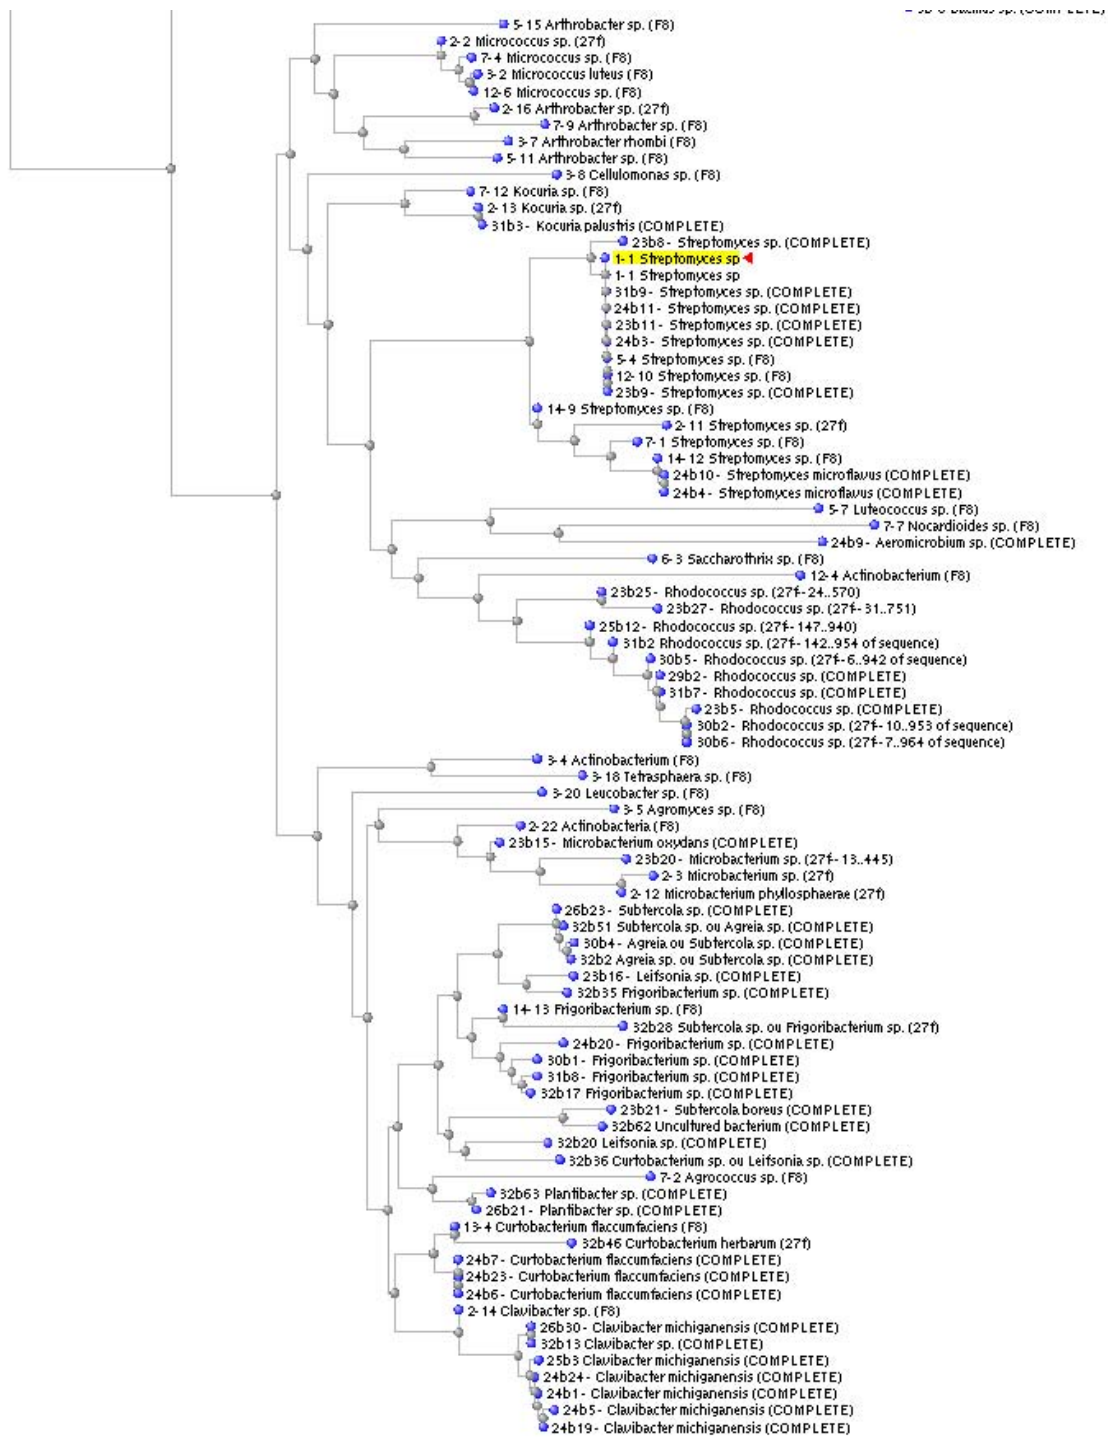 5-15 Arthrobacter sp. (F8)
2-2 Micrococcus sp. (27f)
7-4 Micrococcus sp. (F8)
3-2 Micrococcus luteus (F8)
12-6 Micrococcus sp. (F8)
2-16 Arthrobacter sp. (27f)
7-9 Arthrobacter sp. (F8)
3-7 Arthrobacter rhombi (F8)
5-11 Arthrobacter sp. (F8)
3-8 Cellulomonas sp. (F8)
7-12 Kocuria sp. (F8)
2-13 Kocuria sp. (27f)
31b3- Kocuria palustris (COMPLETE)
23b8- Streptomyces sp. (COMPLETE)
1-1 Streptomyces sp
1-1 Streptomyces sp
31b9- Streptomyces sp. (COMPLETE)
24b11- Streptomyces sp. (COMPLETE)
23b11- Streptomyces sp. (COMPLETE)
24b3- Streptomyces sp. (COMPLETE)
5-4 Streptomyces sp. (F8)
12-10 Streptomyces sp. (F8)
23b9- Streptomyces sp. (COMPLETE)
14-9 Streptomyces sp. (F8)
2-11 Streptomyces sp. (27f)
7-1 Streptomyces sp. (F8)
14-12 Streptomyces sp. (F8)
24b10- Streptomyces microflavus (COMPLETE)
24b4- Streptomyces microflavus (COMPLETE)
5-7 Luteococcus sp. (F8)
7-7 Nocardioides sp. (F8)
24b9- Aeromicrobium sp. (COMPLETE)
6-3 Saccharothrix sp. (F8)
12-4 Actinobacterium (F8)
23b25- Rhodococcus sp. (27f-24..570)
23b27- Rhodococcus sp. (27f-31..751)
25b12- Rhodococcus sp. (27f-147..940)
31b2 Rhodococcus sp. (27f-142..954 of sequence)
30b5- Rhodococcus sp. (27f-6..942 of sequence)
29b2- Rhodococcus sp. (COMPLETE)
31b7- Rhodococcus sp. (COMPLETE)
23b5- Rhodococcus sp. (COMPLETE)
30b2- Rhodococcus sp. (27f-10..953 of sequence)
30b6- Rhodococcus sp. (27f-7..964 of sequence)
3-4 Actinobacterium (F8)
3-18 Tetrasphaera sp. (F8)
3-20 Leucobacter sp. (F8)
3-5 Agromyces sp. (F8)
2-22 Actinobacteria (F8)
23b15- Microbacterium oxydans (COMPLETE)
23b20- Microbacterium sp. (27f-13..445)
2-3 Microbacterium sp. (27f)
2-12 Microbacterium phyllosphaerae (27f)
26b23- Subtercola sp. (COMPLETE)
32b51 Subtercola sp. ou Agreia sp. (COMPLETE)
30b4- Agreia ou Subtercola sp. (COMPLETE)
32b2 Agreia sp. ou Subtercola sp. (COMPLETE)
23b16- Leifsonia sp. (COMPLETE)
32b35 Frigoribacterium sp. (COMPLETE)
14-13 Frigoribacterium sp. (F8)
32b28 Subtercola sp. ou Frigoribacterium sp. (27f)
24b20- Frigoribacterium sp. (COMPLETE)
30b1- Frigoribacterium sp. (COMPLETE)
31b8- Frigoribacterium sp. (COMPLETE)
32b17 Frigoribacterium sp. (COMPLETE)
23b21- Subtercola boreus (COMPLETE)
32b62 Uncultured bacterium (COMPLETE)
32b20 Leifsonia sp. (COMPLETE)
32b36 Curtobacterium sp. ou Leifsonia sp. (COMPLETE)
7-2 Agrococcus sp. (F8)
32b63 Plantibacter sp. (COMPLETE)
26b21- Plantibacter sp. (COMPLETE)
13-4 Curtobacterium flaccumfaciens (F8)
32b46 Curtobacterium herbarum (27f)
24b7- Curtobacterium flaccumfaciens (COMPLETE)
24b23- Curtobacterium flaccumfaciens (COMPLETE)
24b6- Curtobacterium flaccumfaciens (COMPLETE)
2-14 Clavibacter sp. (F8)
26b30- Clavibacter michiganensis (COMPLETE)
32b13 Clavibacter sp. (COMPLETE)
25b3 Clavibacter michiganensis (COMPLETE)
24b24- Clavibacter michiganensis (COMPLETE)
24b1- Clavibacter michiganensis (COMPLETE)
24b5- Clavibacter michiganensis (COMPLETE)
24b19- Clavibacter michiganensis (COMPLETE)